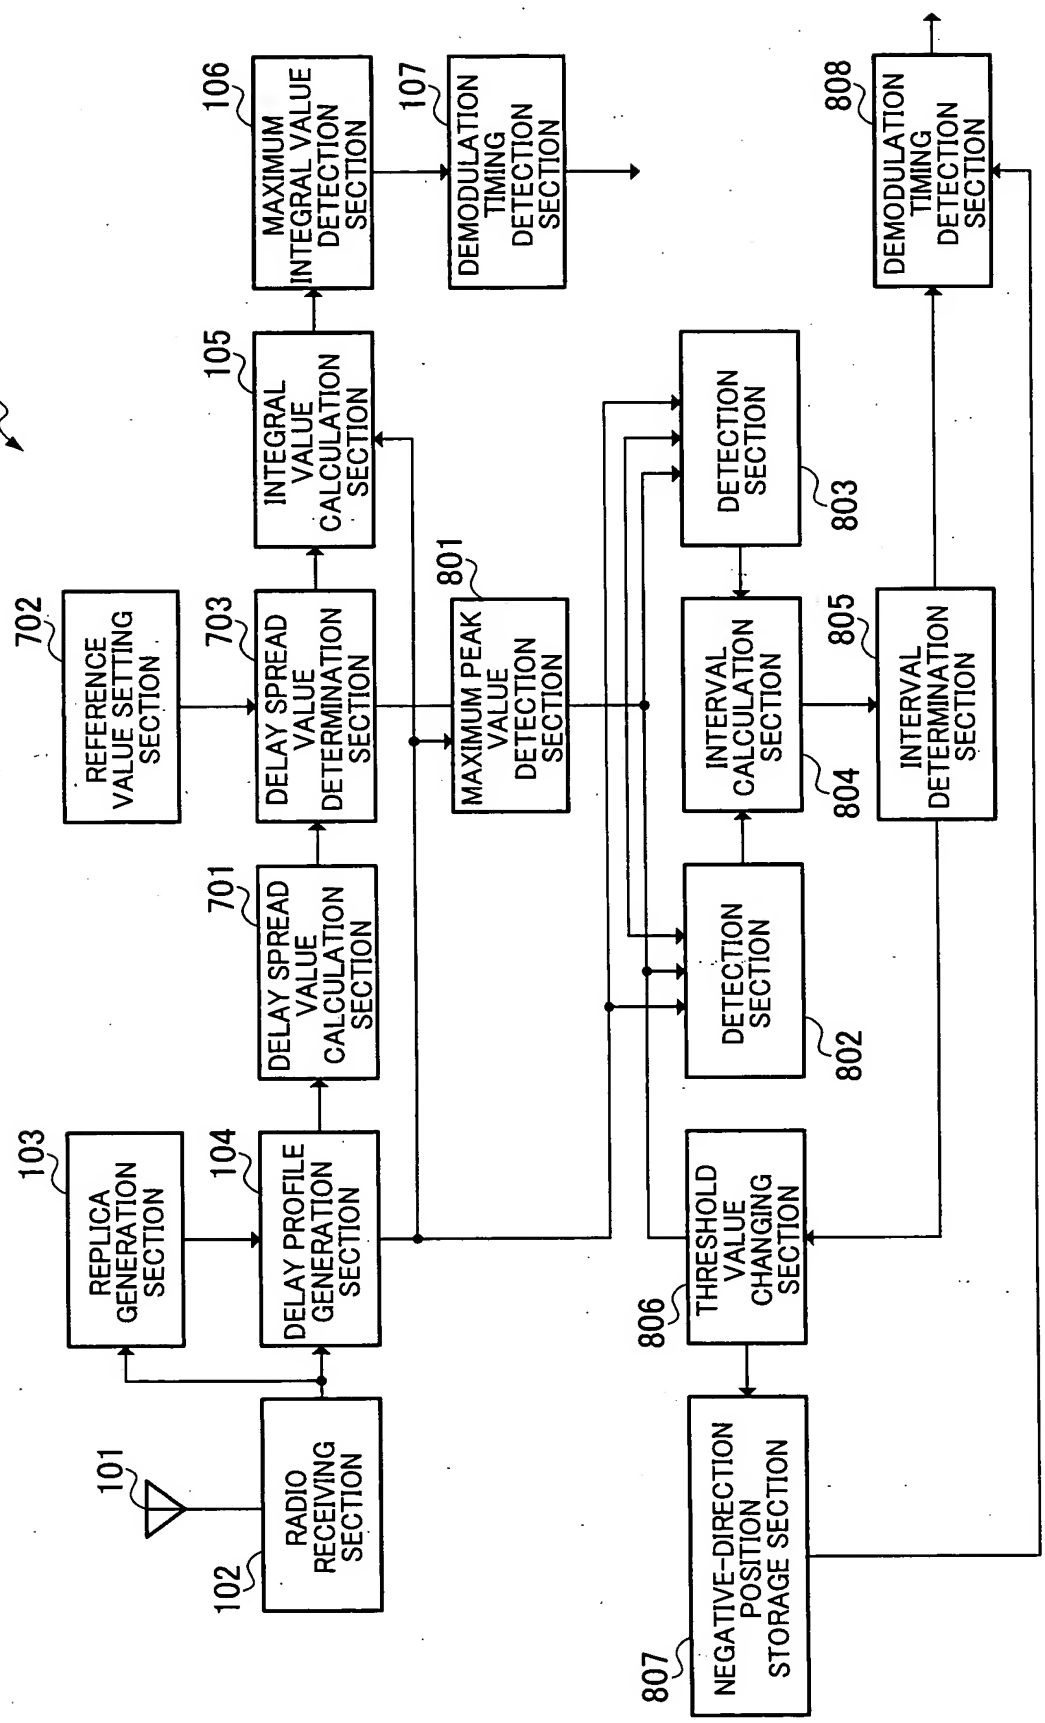 101
102
RADIO
RECEIVING
SECTION
103
REPLICA
GENERATION
SECTION
104
DELAY PROFILE
GENERATION
SECTION
701
DELAY SPREAD
VALUE
CALCULATION
SECTION
702
REFERENCE
VALUE SETTING
SECTION
703
DELAY SPREAD
VALUE
DETERMINATION
SECTION
105
INTEGRAL
VALUE
CALCULATION
SECTION
106
MAXIMUM
INTEGRAL VALUE
DETECTION
SECTION
107
DEMODULATION
TIMING
DETECTION
SECTION
801
MAXIMUM PEAK
VALUE
DETECTION
SECTION
807
NEGATIVE-DIRECTION
POSITION
STORAGE SECTION
806
THRESHOLD
VALUE
CHANGING
SECTION
802
DETECTION
SECTION
804
INTERVAL
CALCULATION
SECTION
803
DETECTION
SECTION
805
INTERVAL
DETERMINATION
SECTION
808
DEMODULATION
TIMING
DETECTION
SECTION